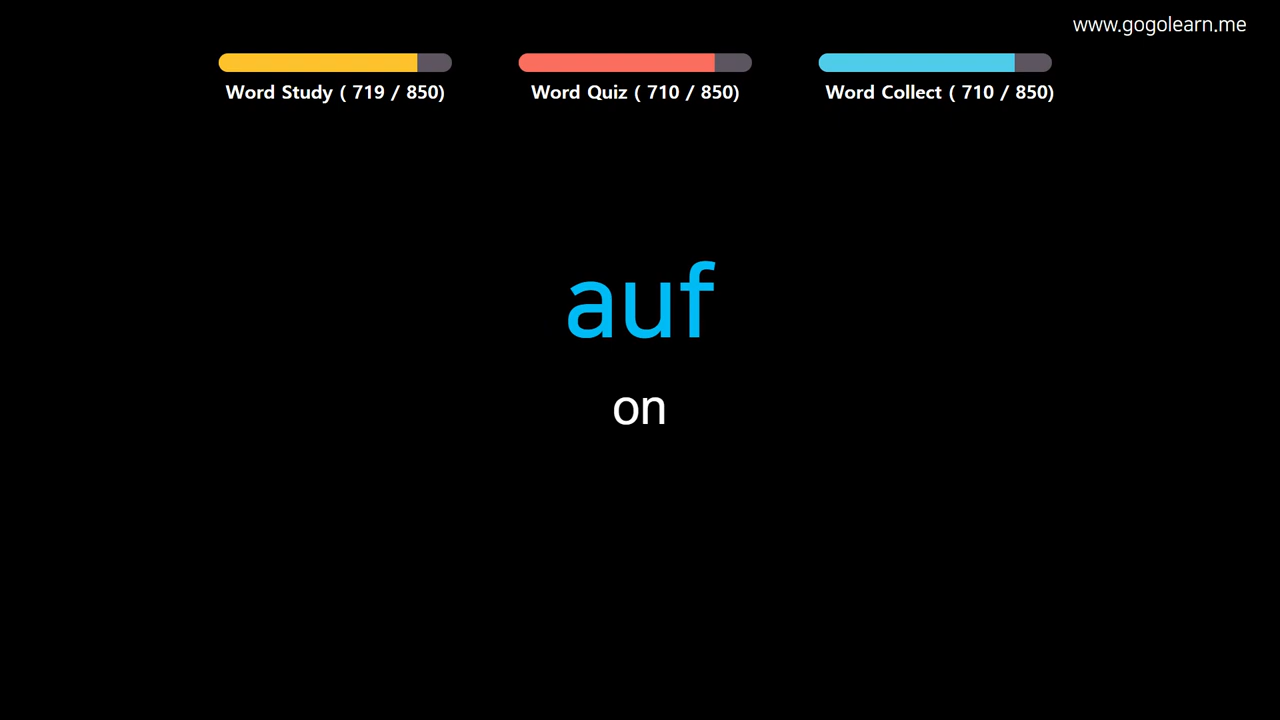 www.gogolearn.me
Word Study ( 719 / 850)
Word Quiz ( 710 / 850)
Word Collect ( 710 / 850)
auf
on